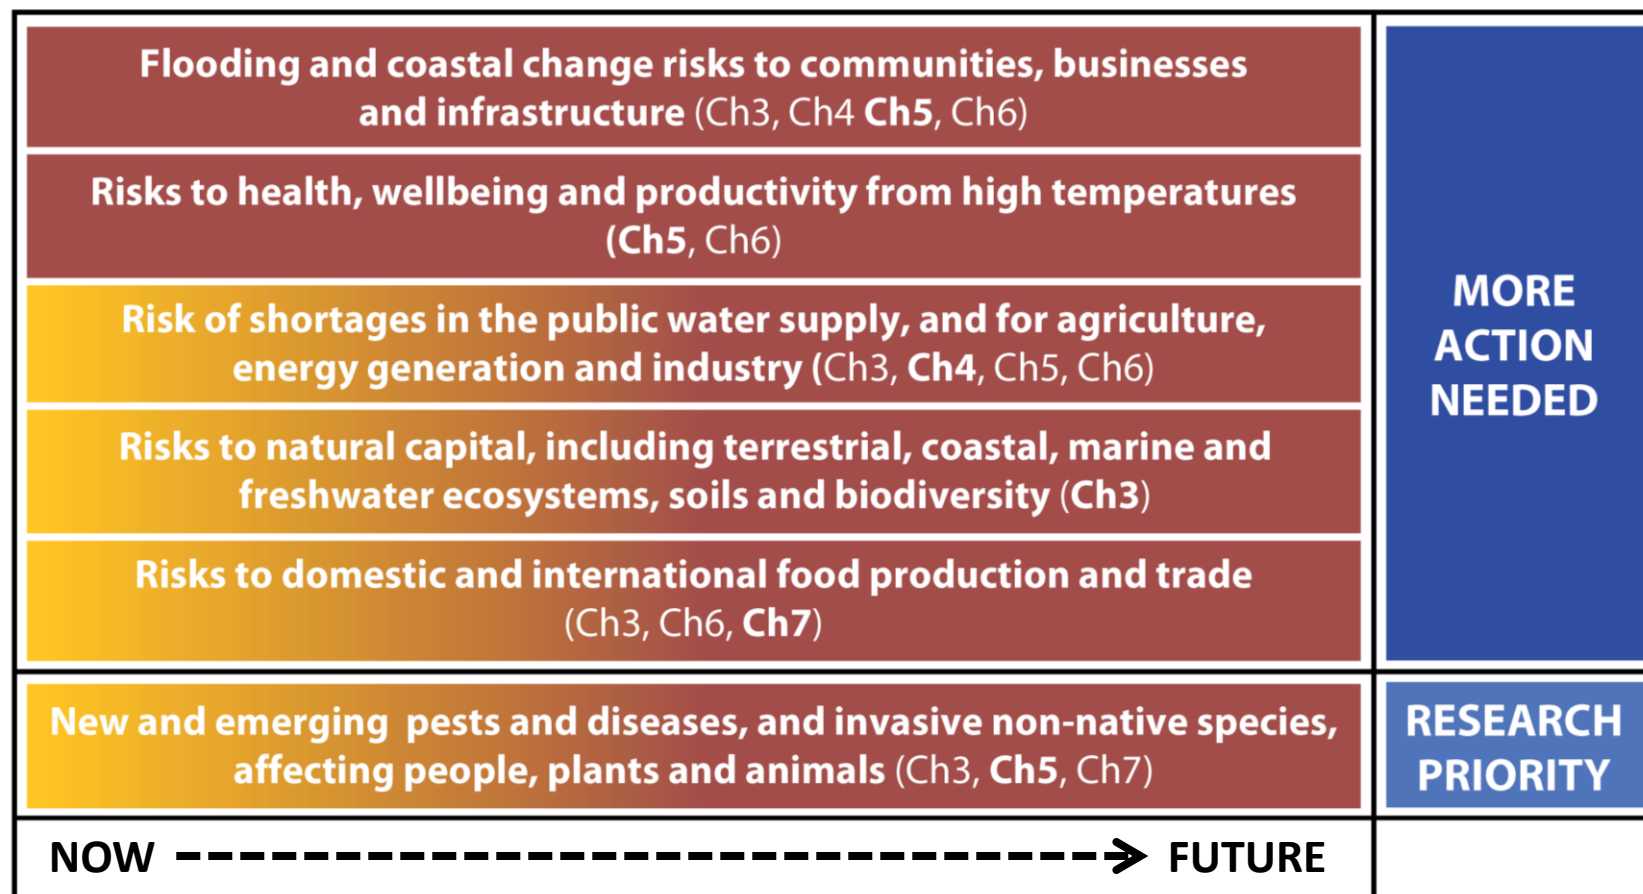 Flooding and coastal change risks to communities, businesses
and infrastructure (Ch3, Ch4 Ch5, Ch6)
Risks to health, wellbeing and productivity from high temperatures
(Ch5, Ch6)
Risk of shortages in the public water supply, and for agriculture,
energy generation and industry (Ch3, Ch4, Ch5, Ch6)
Risks to natural capital, including terrestrial, coastal, marine and
freshwater ecosystems, soils and biodiversity (Ch3)
Risks to domestic and international food production and trade
(Ch3, Ch6, Ch7)
MORE
ACTION
NEEDED
New and emerging pests and diseases, and invasive non-native species,
affecting people, plants and animals (Ch3, Ch5, Ch7)
RESEARCH
PRIORITY
NOW
FUTURE